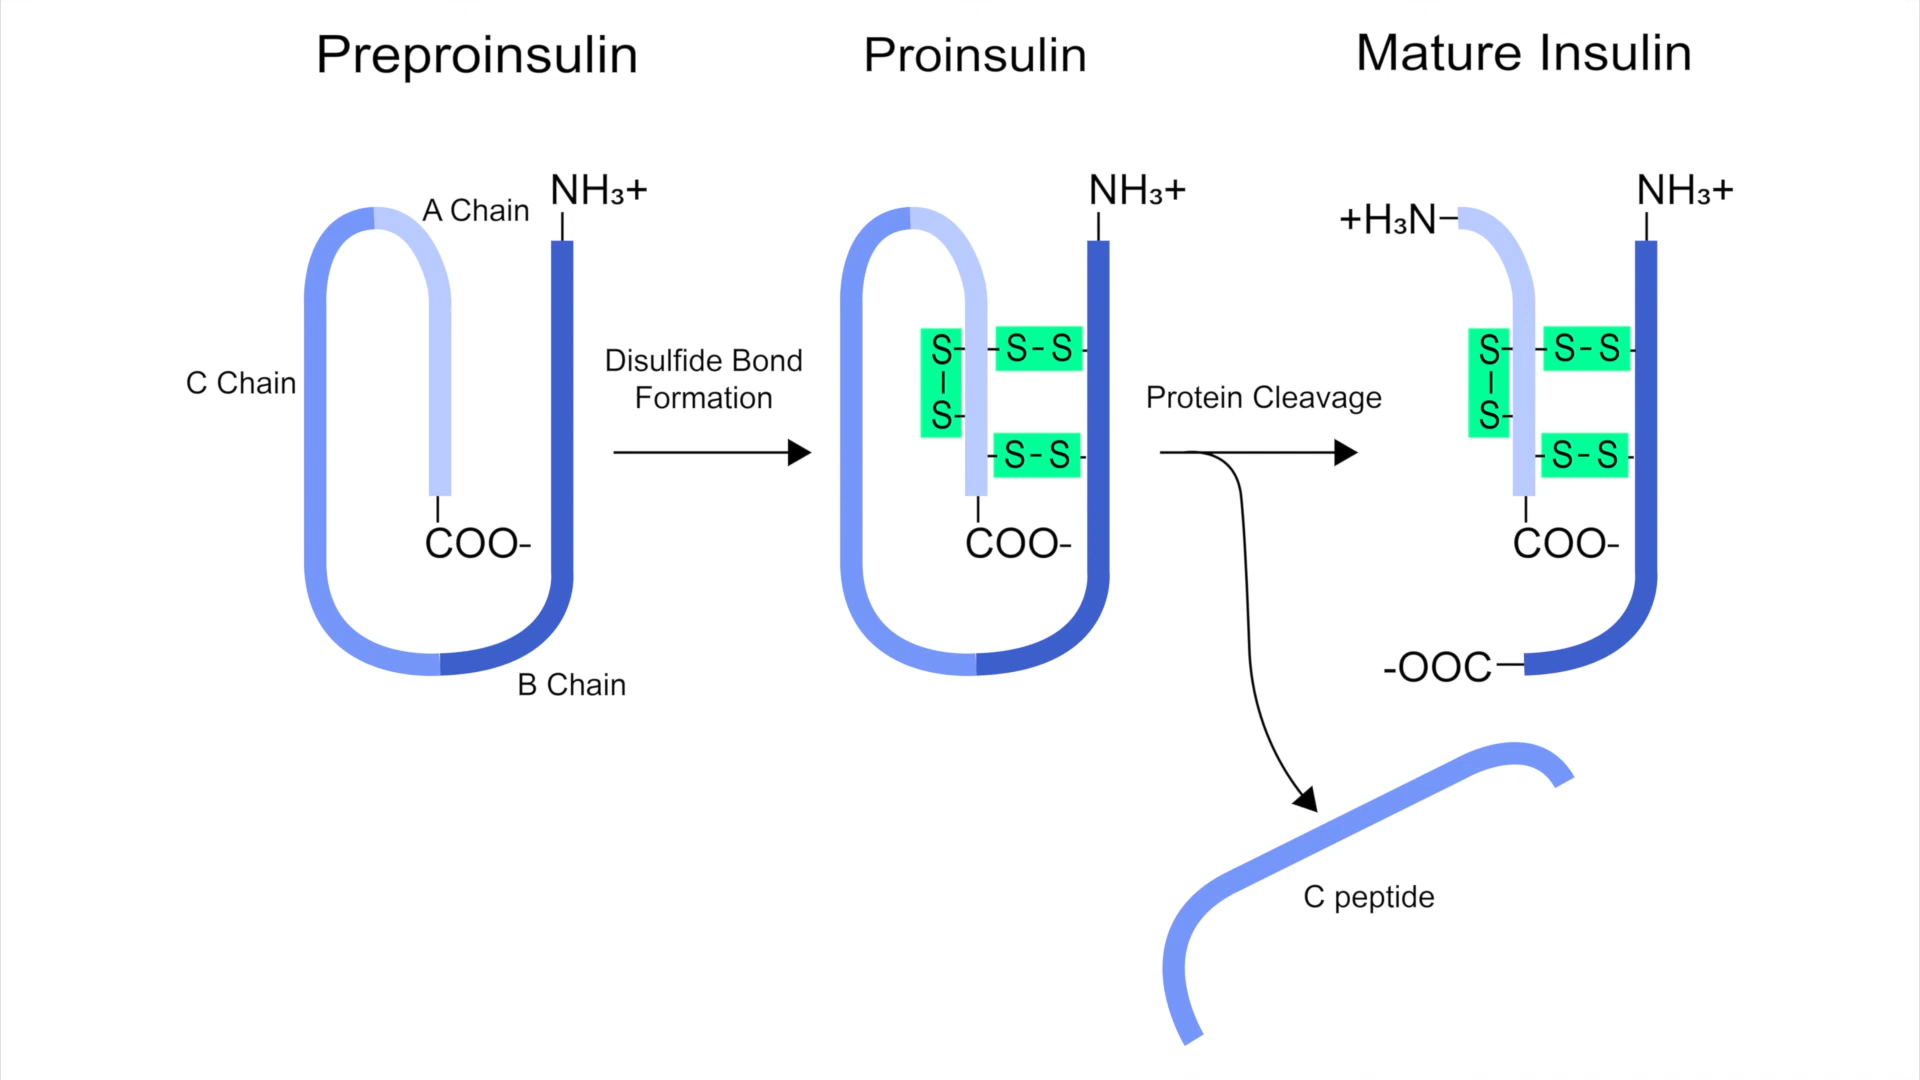 Preproinsulin
Proinsulin
Mature Insulin
NH₃+
A Chain
C Chain
COO-
B Chain
Disulfide Bond
Formation
NH₃+
S
S
S-S
S-S
COO-
Protein Cleavage
+H₃N
NH₃+
S
S
S-S
S-S
COO-
-OOC
C peptide